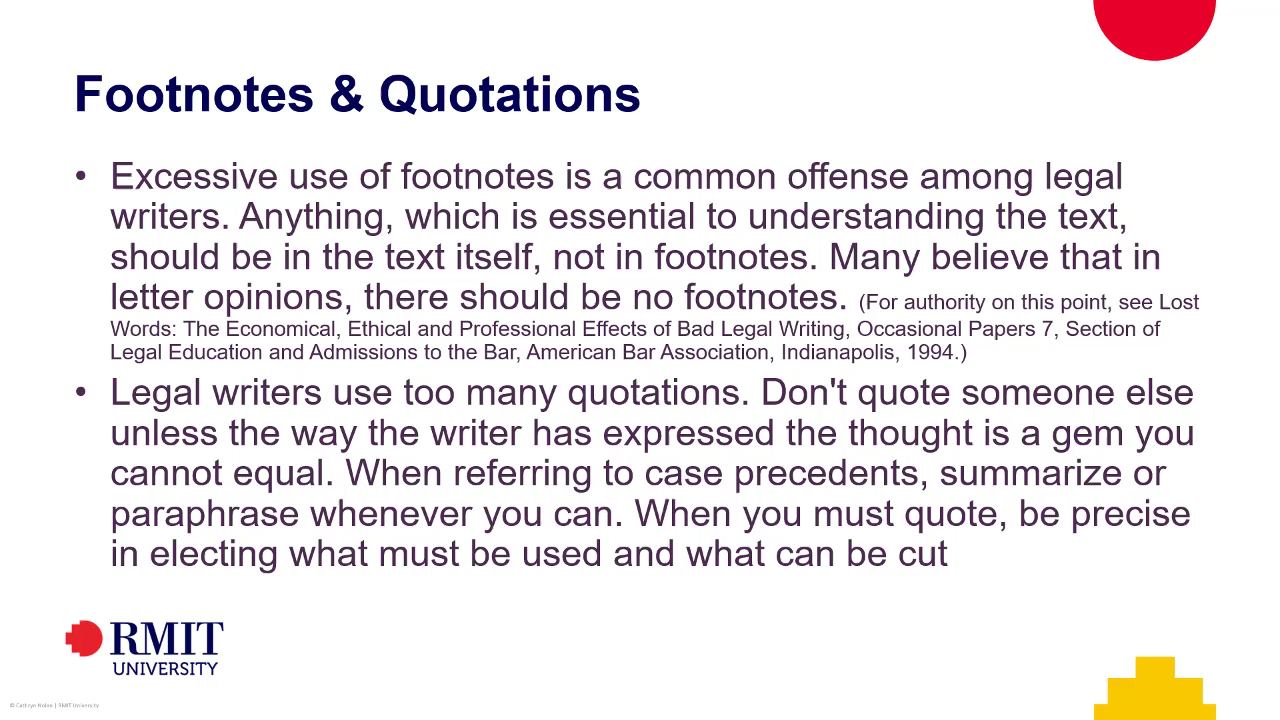 Footnotes & Quotations
• Excessive use of footnotes is a common offense among legal
writers. Anything, which is essential to understanding the text,
should be in the text itself, not in footnotes. Many believe that in
letter opinions, there should be no footnotes. (For authority on this point, see Lost
Words: The Economical, Ethical and Professional Effects of Bad Legal Writing, Occasional Papers 7, Section of
Legal Education and Admissions to the Bar, American Bar Association, Indianapolis, 1994.)
• Legal writers use too many quotations. Don't quote someone else
unless the way the writer has expressed the thought is a gem you
cannot equal. When referring to case precedents, summarize or
paraphrase whenever you can. When you must quote, be precise
in electing what must be used and what can be cut
RMIT
UNIVERSITY
© Cathryn | RMIT University